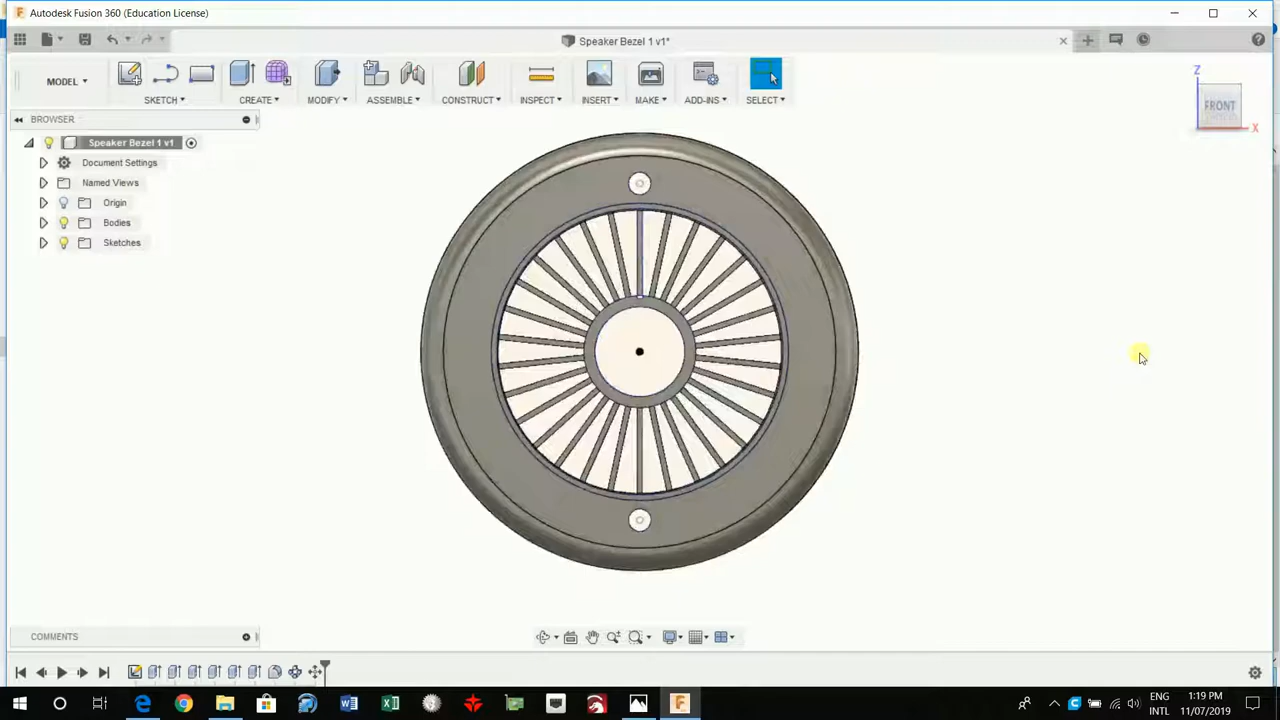 Autodesk Fusion 360 (Education License)
Speaker Bezel 1 v1*
MODEL
SKETCH
CREATE
MODIFY
ASSEMBLE
CONSTRUCT
INSPECT
INSERT
MAKE
ADD-INS
SELECT
Z
FRONT
X
BROWSER
Speaker Bezel 1 v1
Document Settings
Named Views
Origin
Bodies
Sketches
COMMENTS
ENG
INTL
1:19 PM
11/07/2019